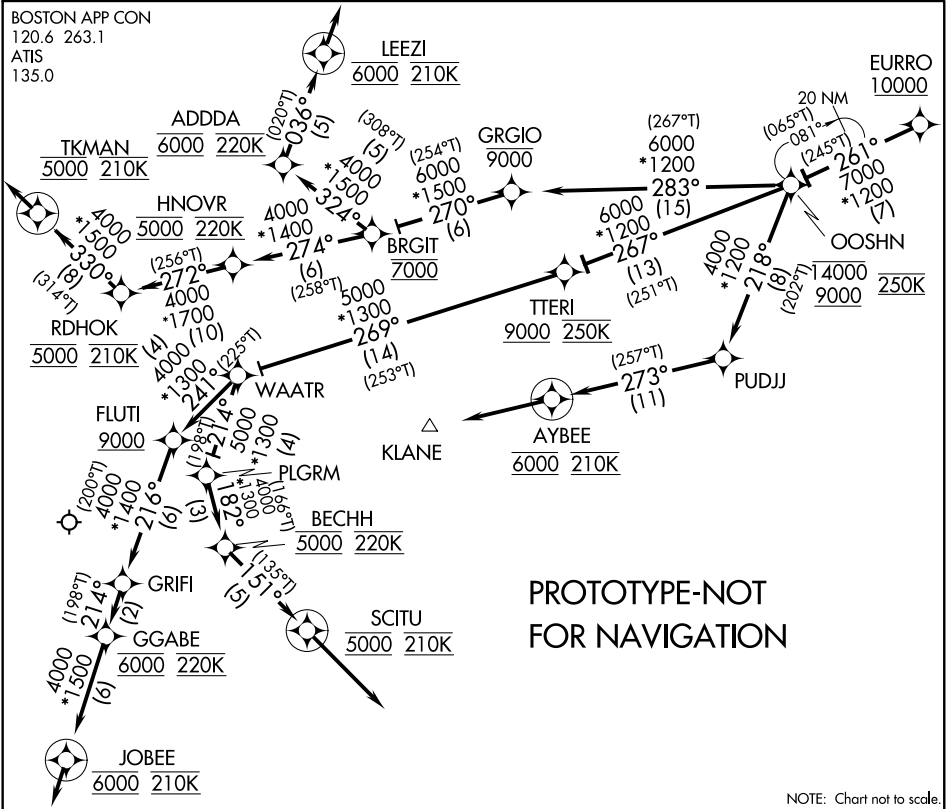 BOSTON APP CON
120.6 263.1
ATIS
135.0
LEEZI
6000 210K
EURRO
10000
ADDDA
6000 220K
(020°T)
036°
(5)
20 NM
(065°T)
081°
(245°T)
261°
7000
*1200
(7)
TKMAN
5000 210K
(308°T)
(5)
4000
*1500
324°
GRGIO
9000
(267°T)
6000
*1200
283°
(15)
(254°T)
6000
*1500
270°
(6)
HNOVR
5000 220K
4000
*1500
330°
(8)
(314°T)
4000
*1400
274°
(6)
(258°T)
BRGIT
7000
(256°T)
272°
4000
*1700
(10)
6000
*1200
267°
(13)
(251°T)
OOSHN
14000
9000
250K
RDHOK
5000 210K
TTERI
9000 250K
5000
*1300
269°
(14)
(253°T)
4000
*1200
218°
(8)
(202°T)
(4)
4000
*1300
241°
(225°T)
WAATR
PUDJJ
(257°T)
273°
(11)
FLUTI
9000
(198°T)
214°
5000
*1300
(4)
KLANE
AYBEE
6000 210K
PLGRM
(200°T)
4000
*1400
216°
(6)
(166°T)
4000
*1300
182°
(3)
BECHH
5000 220K
GRIFI
(198°T)
214°
(2)
(135°T)
151°
(5)
PROTOTYPE-NOT
FOR NAVIGATION
SCITU
5000 210K
GGABE
6000 220K
4000
*1500
(6)
JOBEE
6000 210K
NOTE: Chart not to scale.